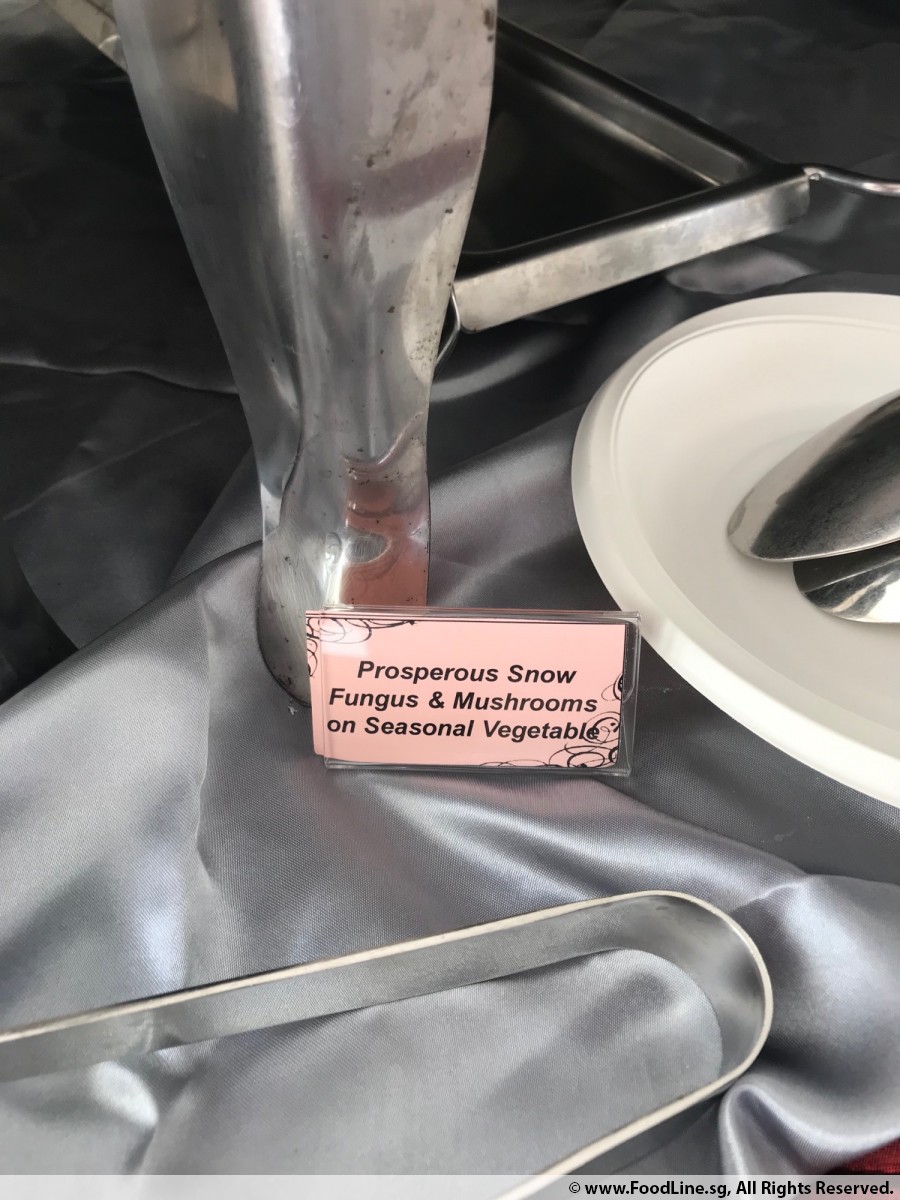 Prosperous Snow
Fungus & Mushrooms
on Seasonal Vegetable
© www.FoodLine.sg, All Rights Reserved.